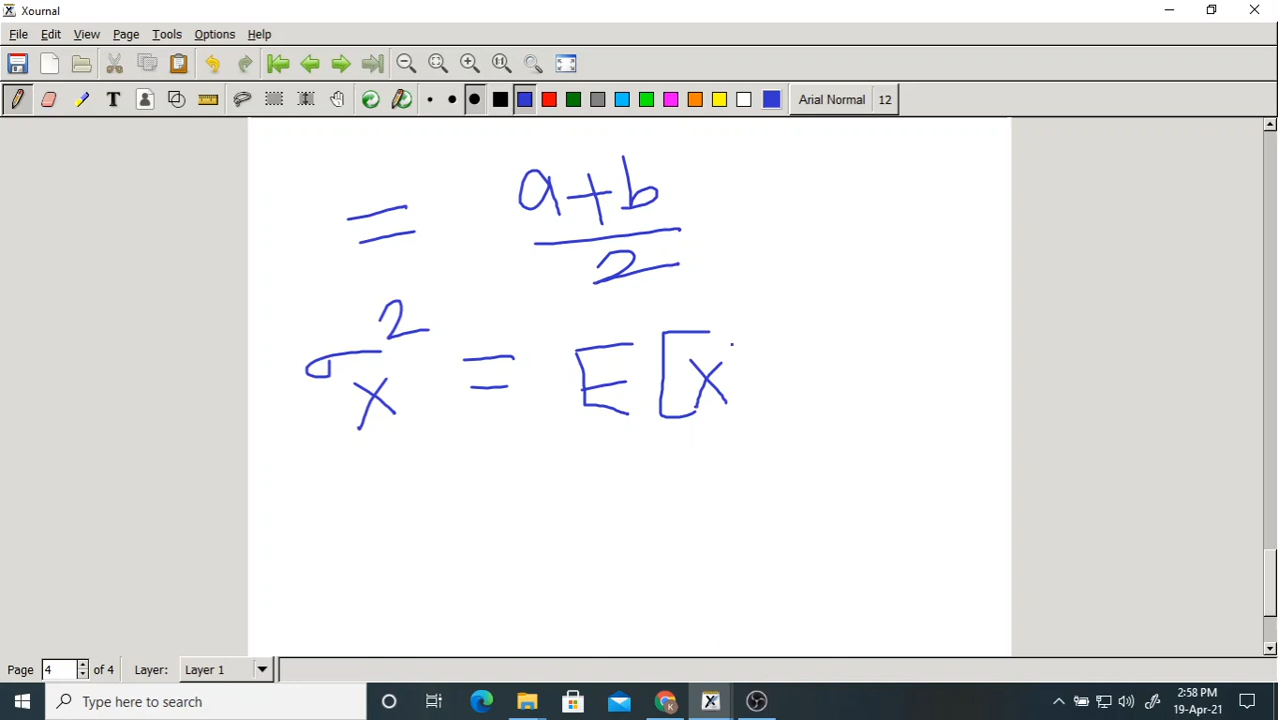 Xournal
File Edit View Page Tools Options Help
T Arial Normal 12
= a+b
2
σ 2
x = E [x
Page 4 of 4 Layer: Layer 1
Type here to search
2:58 PM
19-Apr-21